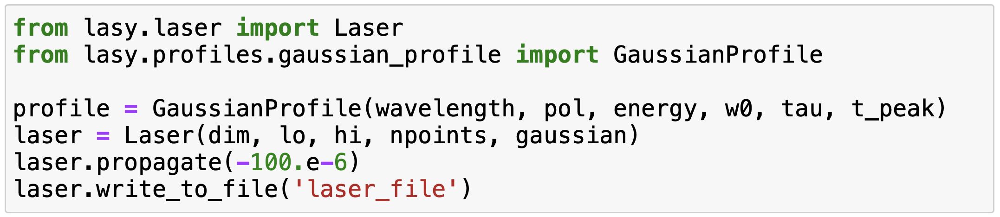 from lasy.laser import Laser
from lasy.profiles.gaussian_profile import GaussianProfile
profile = GaussianProfile(wavelength, pol, energy, w0, tau, t_peak)
laser = Laser(dim, lo, hi, npoints, gaussian)
laser.propagate(-100.e-6)
laser.write_to_file('laser_file')